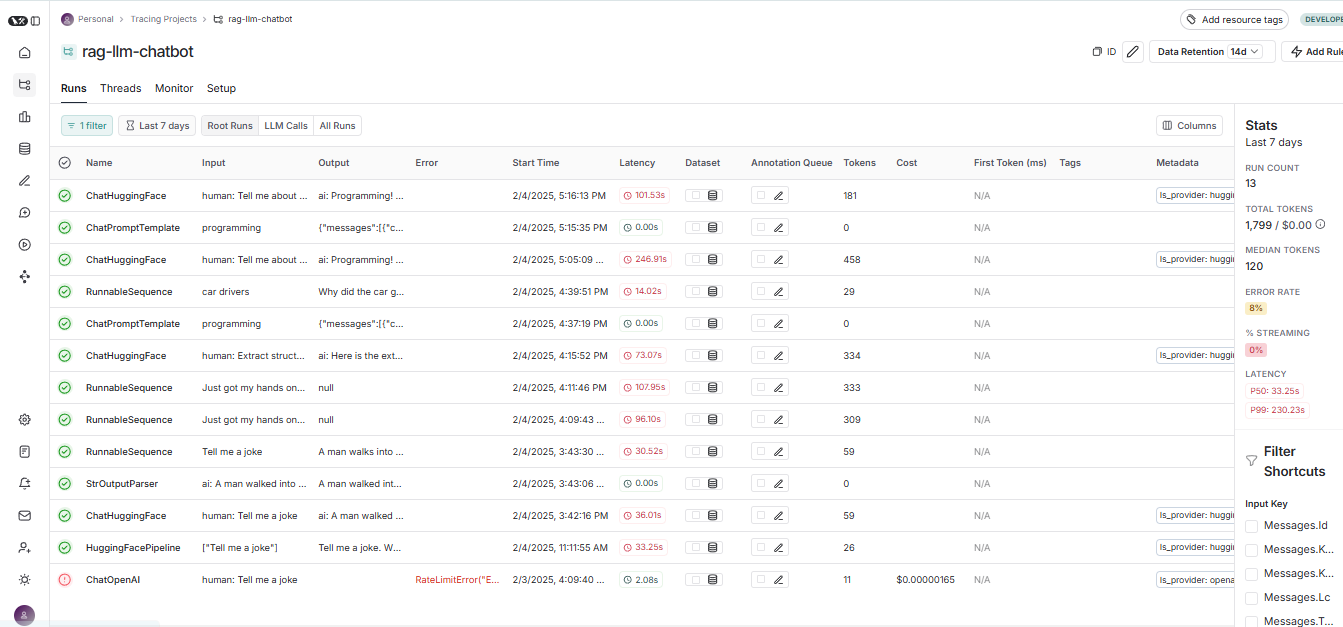 Personal > Tracing Projects > rag-llm-chatbot
Add resource tags
DEVELOPE
rag-llm-chatbot
ID
Data Retention 14d
Add Rule
Runs Threads Monitor Setup
1 filter Last 7 days Root Runs LLM Calls All Runs Columns
Name Input Output Error Start Time Latency Dataset Annotation Queue Tokens Cost First Token (ms) Tags Metadata
ChatHuggingFace human: Tell me about ... ai: Programming! ... 2/4/2025, 5:16:13 PM 101.53s 181 N/A ls_provider: huggin
ChatPromptTemplate programming {"messages":[{"c... 2/4/2025, 5:15:35 PM 0.00s 0 N/A
ChatHuggingFace human: Tell me about ... ai: Programming! ... 2/4/2025, 5:05:09 ... 246.91s 458 N/A ls_provider: huggin
RunnableSequence car drivers Why did the car g... 2/4/2025, 4:39:51 PM 14.02s 29 N/A
ChatPromptTemplate programming {"messages":[{"c... 2/4/2025, 4:37:19 PM 0.00s 0 N/A
ChatHuggingFace human: Extract struct... ai: Here is the ext... 2/4/2025, 4:15:52 PM 73.07s 334 N/A ls_provider: huggin
RunnableSequence Just got my hands on... null 2/4/2025, 4:11:46 PM 107.95s 333 N/A
RunnableSequence Just got my hands on... null 2/4/2025, 4:09:43 ... 96.10s 309 N/A
RunnableSequence Tell me a joke A man walks into ... 2/4/2025, 3:43:30 ... 30.52s 59 N/A
StrOutputParser ai: A man walked into ... A man walked int... 2/4/2025, 3:43:06 ... 0.00s 0 N/A
ChatHuggingFace human: Tell me a joke ai: A man walked ... 2/4/2025, 3:42:16 PM 36.01s 59 N/A ls_provider: huggin
HuggingFacePipeline ["Tell me a joke"] Tell me a joke. W... 2/4/2025, 11:11:55 AM 33.25s 26 N/A ls_provider: huggin
ChatOpenAI human: Tell me a joke RateLimitError("E... 2/3/2025, 4:09:40 ... 2.08s 11 $0.00000165 N/A ls_provider: opena
Stats
Last 7 days
RUN COUNT
13
TOTAL TOKENS
1,799 / $0.00
MEDIAN TOKENS
120
ERROR RATE
8%
% STREAMING
0%
LATENCY
P50: 33.25s
P99: 230.23s
Filter
Shortcuts
Input Key
Messages.Id
Messages.K...
Messages.K...
Messages.Lc
Messages.T...